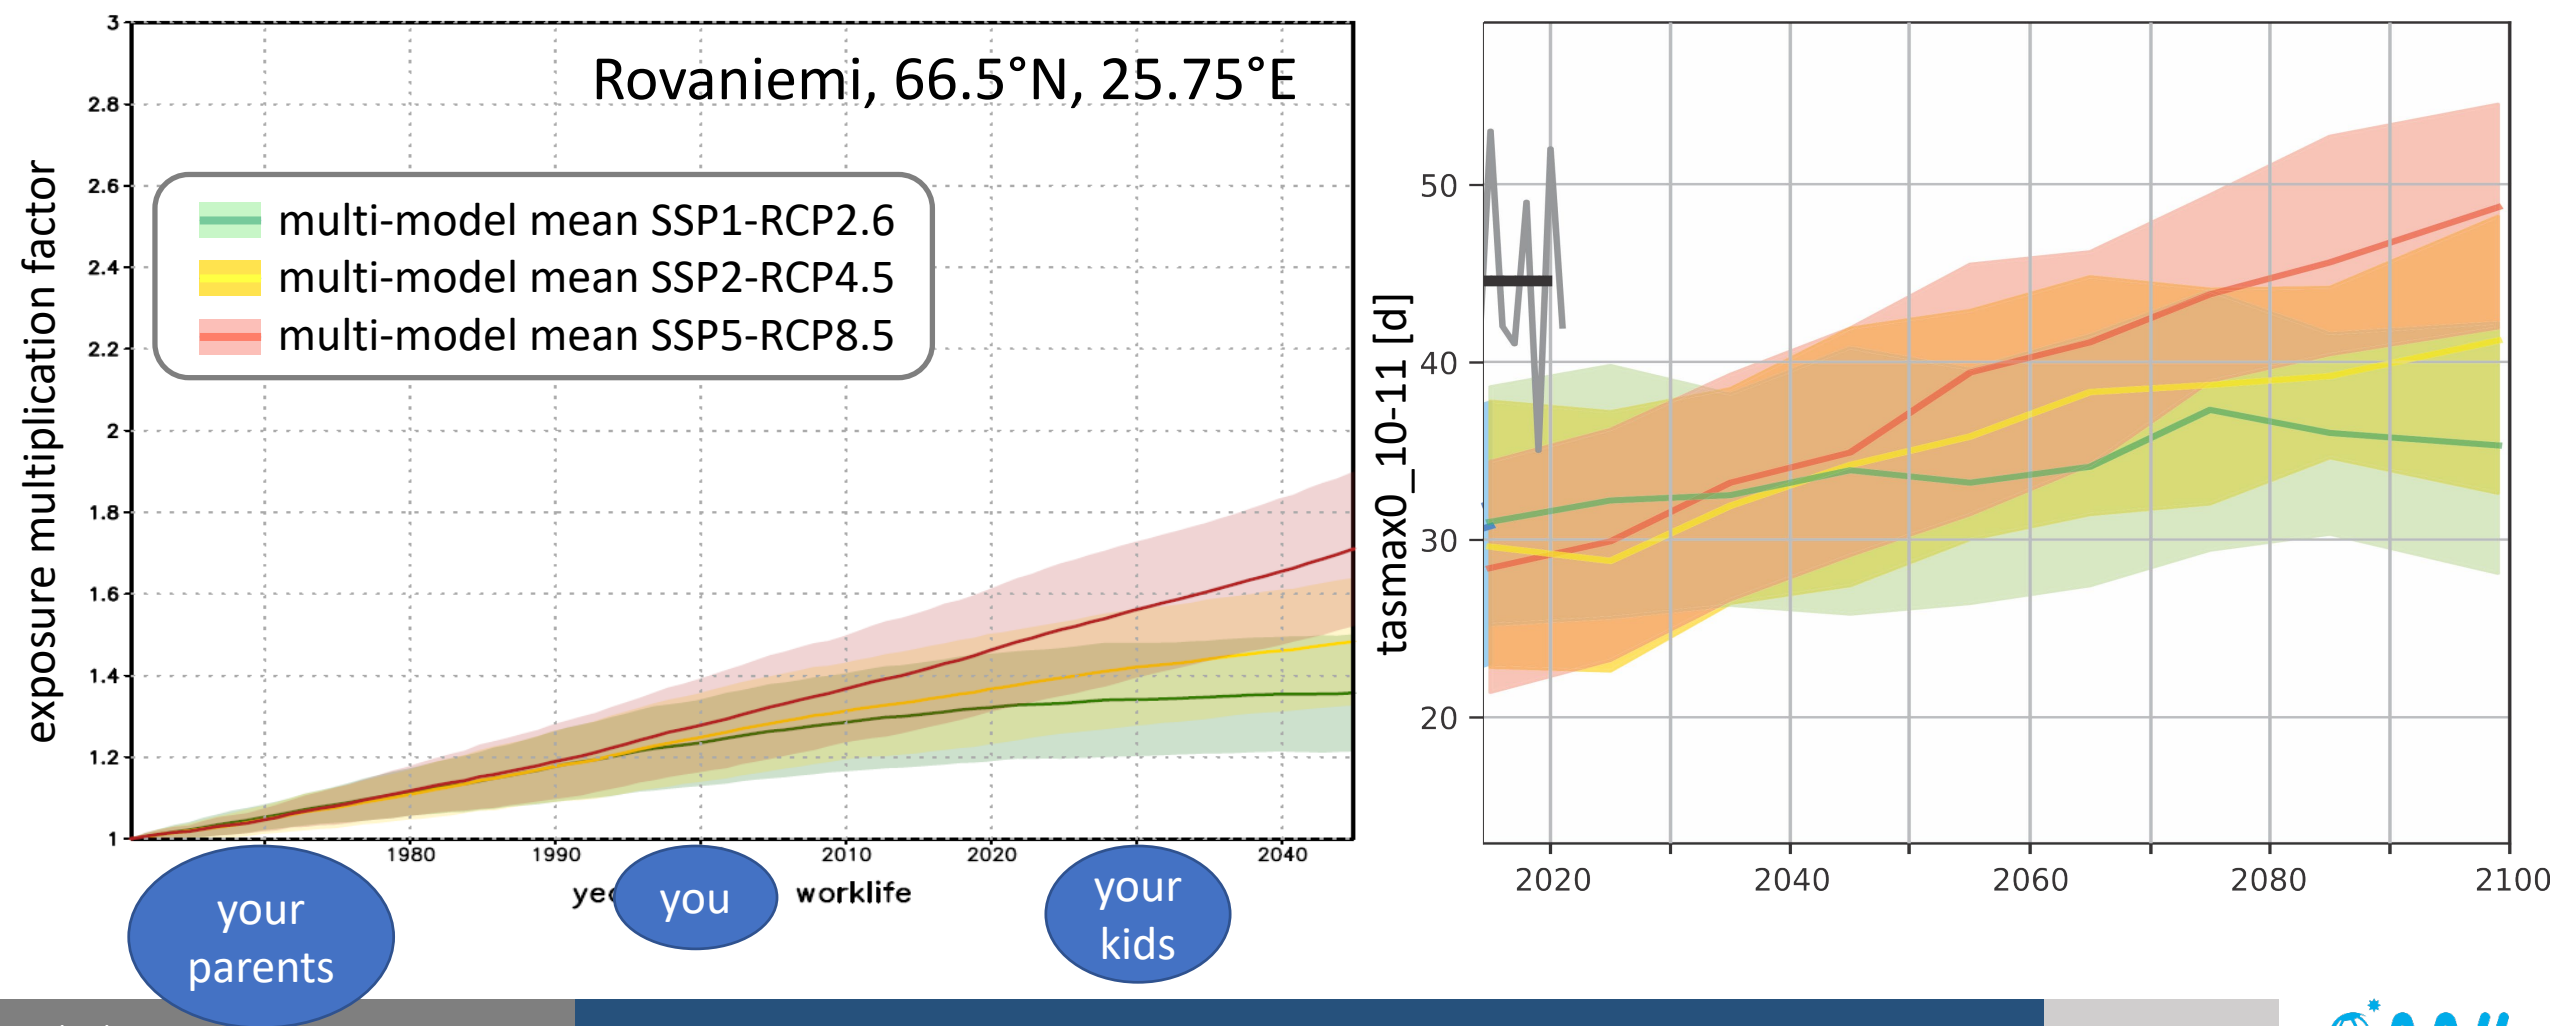 Rovaniemi, 66.5°N, 25.75°E
exposure multiplication factor
3
2.8
2.6
2.4
2.2
2
1.8
1.6
1.4
1.2
1
multi-model mean SSP1-RCP2.6
multi-model mean SSP2-RCP4.5
multi-model mean SSP5-RCP8.5
1980
1990
2010
2020
2040
worklife
your
parents
you
your
kids
tasmax0_10-11 [d]
50
40
30
20
2020
2040
2060
2080
2100